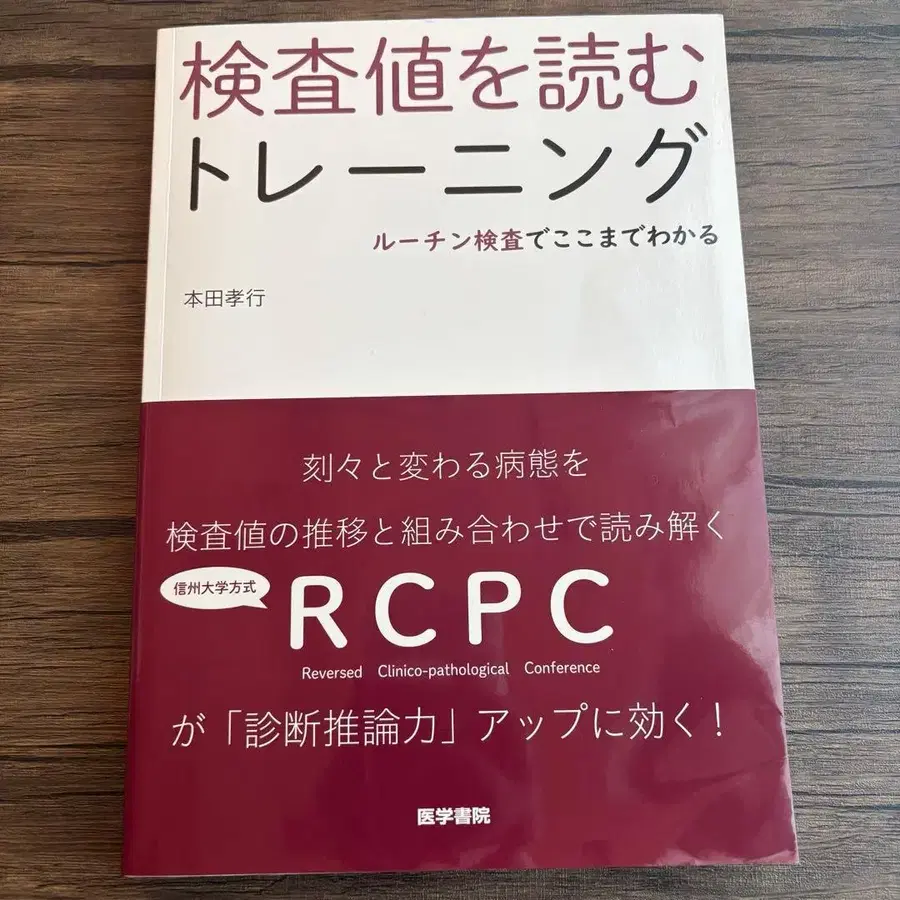 検査値を読む
トレーニング
ルーチン検査でここまでわかる
本田孝行
刻々と変わる病態を
検査値の推移と組み合わせで読み解く
信州大学方式
RCPC
Reversed Clinico-pathological Conference
が「診断推論力」アップに効く!
医学書院